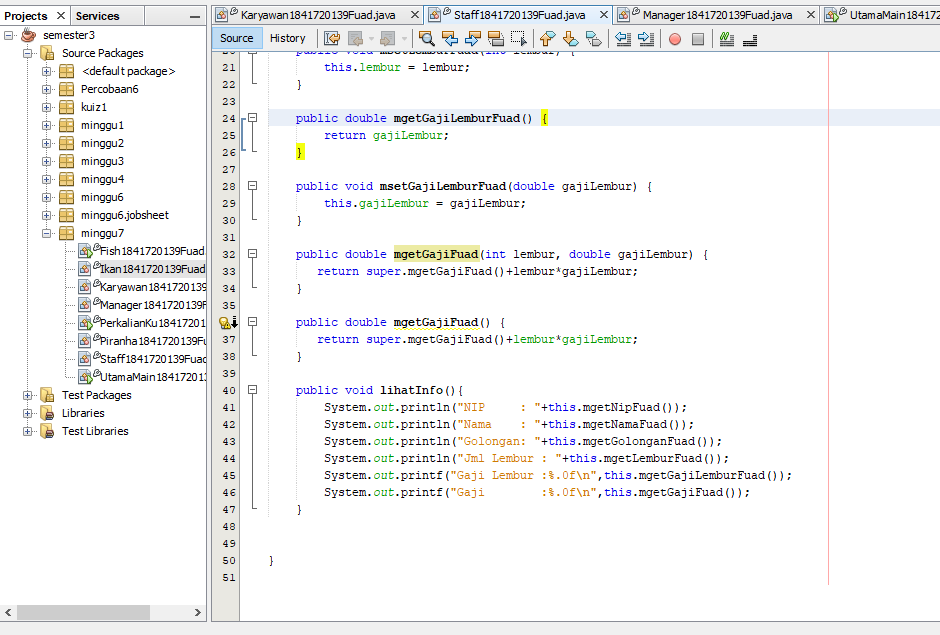 Projects
Services
Karyawan1841720139Fuad.java
Staff1841720139Fuad.java
Manager1841720139Fuad.java
UtamaMain184172
Source
History
semester3
Source Packages
<default package>
Percobaan6
kuiz1
minggu1
minggu2
minggu3
minggu4
minggu6
minggu6.jobsheet
minggu7
Fish1841720139Fuad.
Ikan1841720139Fuad
Karyawan184172013
Manager1841720139F
PerkalianKu18417201
Piranha1841720139Fu
Staff1841720139Fuad
UtamaMain18417201
Test Packages
Libraries
Test Libraries
20 public void msetLemburFuad(int lembur) {
21 this.lembur = lembur;
22 }
23
24 public double mgetGajiLemburFuad() {
25 return gajiLembur;
26 }
27
28 public void msetGajiLemburFuad(double gajiLembur) {
29 this.gajiLembur = gajiLembur;
30 }
31
32 public double mgetGajiFuad(int lembur, double gajiLembur) {
33 return super.mgetGajiFuad()+lembur*gajiLembur;
34 }
35
public double mgetGajiFuad() {
37 return super.mgetGajiFuad()+lembur*gajiLembur;
38 }
39
40 public void lihatInfo(){
41 System.out.println("NIP     : "+this.mgetNipFuad());
42 System.out.println("Nama    : "+this.mgetNamaFuad());
43 System.out.println("Golongan: "+this.mgetGolonganFuad());
44 System.out.println("Jml Lembur : "+this.mgetLemburFuad());
45 System.out.printf("Gaji Lembur :%.0f\n",this.mgetGajiLemburFuad());
46 System.out.printf("Gaji        :%.0f\n",this.mgetGajiFuad());
47 }
48
49
50 }
51